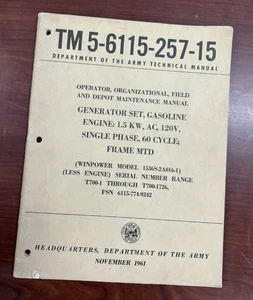 TM 5-6115-257-15
DEPARTMENT OF THE ARMY TECHNICAL MANUAL
OPERATOR, ORGANIZATIONAL, FIELD
AND DEPOT MAINTENANCE MANUAL
GENERATOR SET, GASOLINE
ENGINE: 1.5 KW, AC, 120V,
SINGLE PHASE, 60 CYCLE;
FRAME MTD
(WINPOWER MODEL 1536S-2A016-1)
(LESS ENGINE) SERIAL NUMBER RANGE
T700-1 THROUGH T700-1726,
FSN 6115-774-9342
HEADQUARTERS, DEPARTMENT OF THE ARMY
NOVEMBER 1961